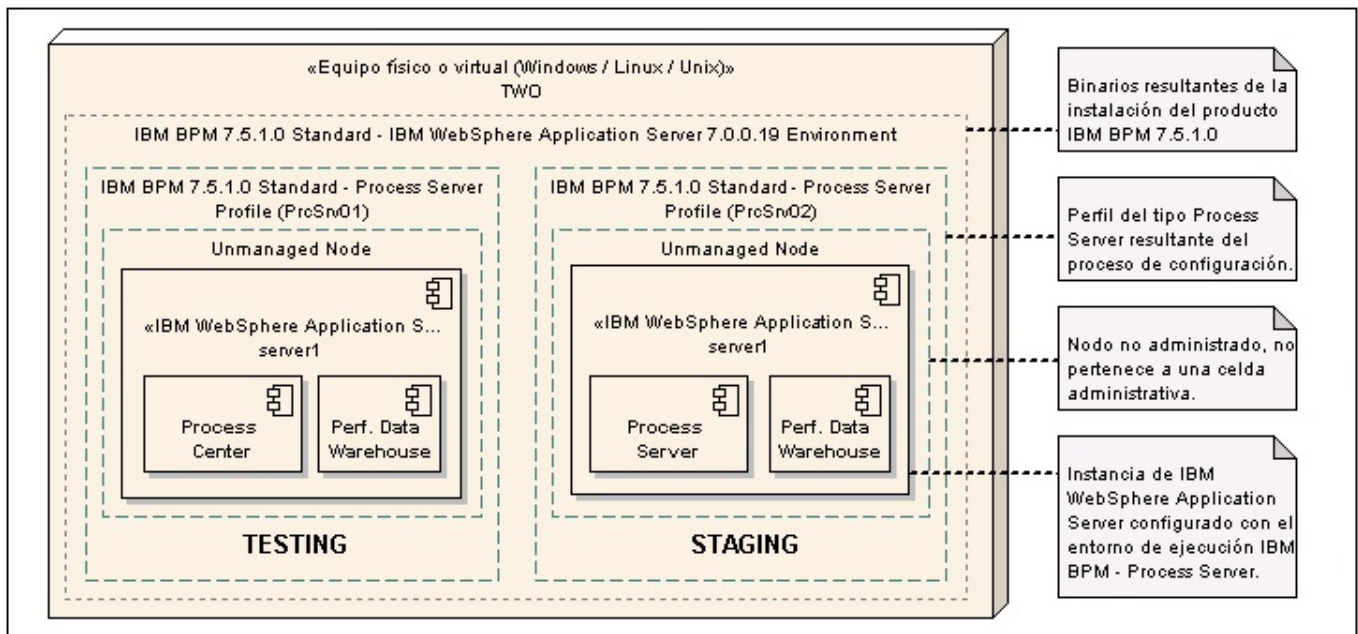 «Equipo físico o virtual (Windows / Linux / Unix)»
TWO
IBM BPM 7.5.1.0 Standard - IBM WebSphere Application Server 7.0.0.19 Environment
IBM BPM 7.5.1.0 Standard - Process Server
Profile (PrcSrv01)
Unmanaged Node
«IBM WebSphere Application S...
server1
Process
Center
Perf. Data
Warehouse
TESTING
IBM BPM 7.5.1.0 Standard - Process Server
Profile (PrcSrv02)
Unmanaged Node
«IBM WebSphere Application S...
server1
Process
Server
Perf. Data
Warehouse
STAGING
Binarios resultantes de la
instalación del producto
IBM BPM 7.5.1.0
Perfil del tipo Process
Server resultante del
proceso de configuración.
Nodo no administrado, no
pertenece a una celda
administrativa.
Instancia de IBM
WebSphere Application
Server configurado con el
entorno de ejecución IBM
BPM - Process Server.